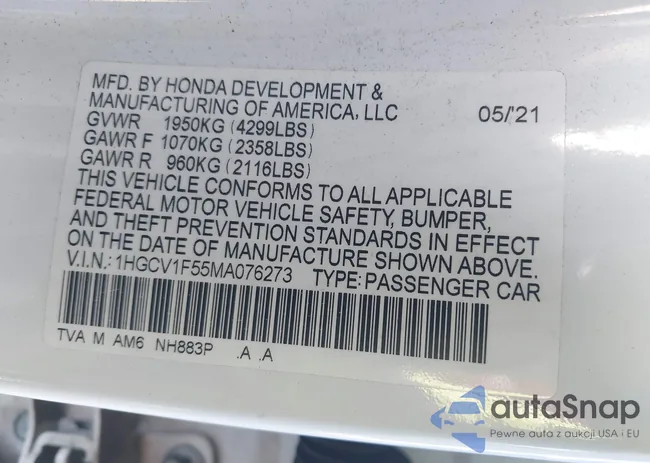 MFD. BY HONDA DEVELOPMENT &
MANUFACTURING OF AMERICA, LLC 05/'21
GVWR 1950KG (4299LBS)
GAWR F 1070KG (2358LBS)
GAWR R 960KG (2116LBS)
THIS VEHICLE CONFORMS TO ALL APPLICABLE
FEDERAL MOTOR VEHICLE SAFETY, BUMPER,
AND THEFT PREVENTION STANDARDS IN EFFECT
ON THE DATE OF MANUFACTURE SHOWN ABOVE.
V.I.N.:1HGCV1F55MA076273 TYPE:PASSENGER CAR
TVA M AM6 NH883P .A .A
autaSnap
Pewne auta z aukcji USA i EU